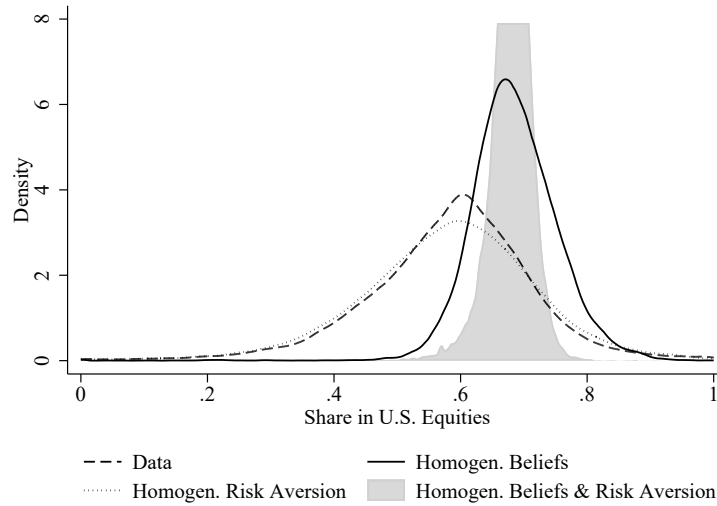 8
6
4
2
0
Density
0
.2
.4
.6
.8
1
Share in U.S. Equities
Data
Homogen. Beliefs
Homogen. Risk Aversion
Homogen. Beliefs & Risk Aversion